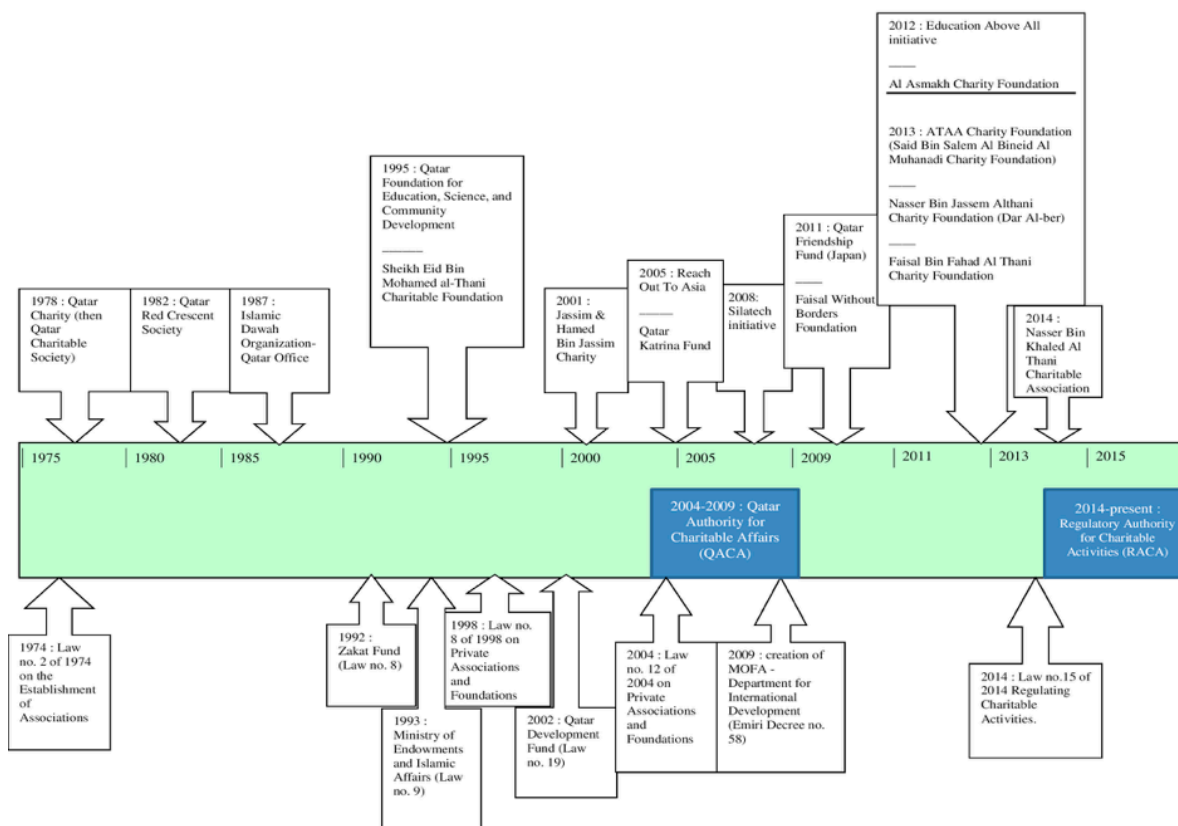 2012 : Education Above All
initiative
Al Asmakh Charity Foundation
2013 : ATAA Charity Foundation
(Said Bin Salem Al Bineid Al
Muhanadi Charity Foundation)
Nasser Bin Jassem Althani
Charity Foundation (Dar Al-ber)
Faisal Bin Fahad Al Thani
Charity Foundation
1995 : Qatar
Foundation for
Education, Science, and
Community
Development
Sheikh Eid Bin
Mohamed al-Thani
Charitable Foundation
2011 : Qatar
Friendship
Fund (Japan)
Faisal Without
Borders
Foundation
1978 : Qatar
Charity (then
Qatar
Charitable
Society)
1982 : Qatar
Red Crescent
Society
1987 :
Islamic
Dawah
Organization-
Qatar Office
2001 :
Jassim &
Hamed
Bin Jassim
Charity
2005 : Reach
Out To Asia
Qatar
Katrina Fund
2008:
Silatech
initiative
2014 :
Nasser Bin
Khaled Al
Thani
Charitable
Association
1975
1980
1985
1990
1995
2000
2005
2009
2011
2013
2015
2004-2009 : Qatar
Authority for
Charitable Affairs
(QACA)
2014-present :
Regulatory Authority
for Charitable
Activities (RACA)
1974 : Law
no. 2 of 1974
on the
Establishment
of
Associations
1992 :
Zakat Fund
(Law no. 8)
1993 :
Ministry of
Endowments
and Islamic
Affairs (Law
no. 9)
1998 : Law no.
8 of 1998 on
Private
Associations
and
Foundations
2002 : Qatar
Development
Fund (Law
no. 19)
2004 : Law
no. 12 of
2004 on
Private
Associations
and
Foundations
2009 : creation of
MOFA -
Department for
International
Development
(Emiri Decree no.
58)
2014 : Law no.15 of
2014 Regulating
Charitable
Activities.